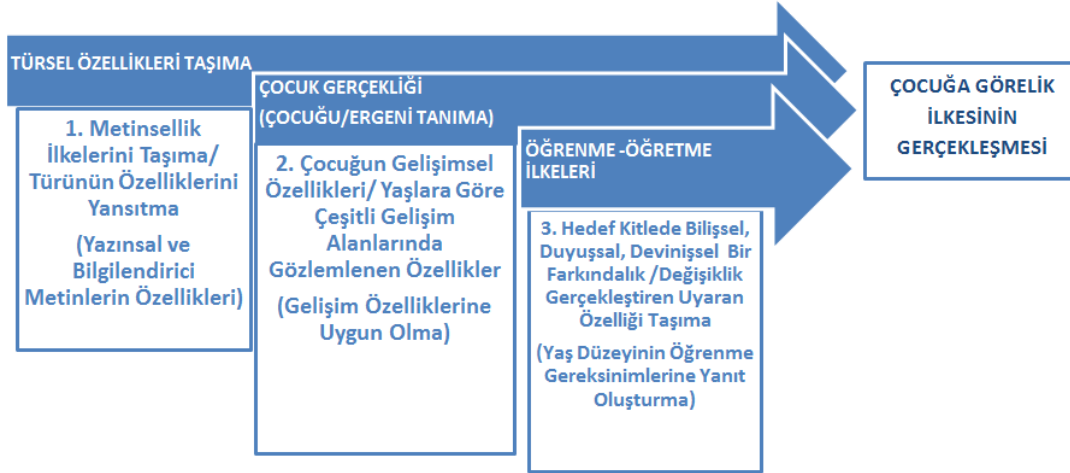 TÜRSEL ÖZELLİKLERİ TAŞIMA
1. Metinsellik
İlkelerini Taşıma/
Türünün Özelliklerini
Yansıtma
(Yazınsal ve
Bilgilendirici
Metinlerin Özellikleri)
ÇOCUK GERÇEKLİĞİ
(ÇOCUĞU/ERGENİ TANIMA)
2. Çocuğun Gelişimsel
Özellikleri/ Yaşlara Göre
Çeşitli Gelişim
Alanlarında
Gözlemlenen Özellikler
(Gelişim Özelliklerine
Uygun Olma)
ÖĞRENME -ÖĞRETME
İLKELERİ
3. Hedef Kitlede Bilişsel,
Duyuşsal, Devinişsel Bir
Farkındalık /Değişiklik
Gerçekleştiren Uyaran
Özelliği Taşıma
(Yaş Düzeyinin Öğrenme
Gereksinimlerine Yanıt
Oluşturma)
ÇOCUĞA GÖRELİK
İLKESİNİN
GERÇEKLEŞMESİ